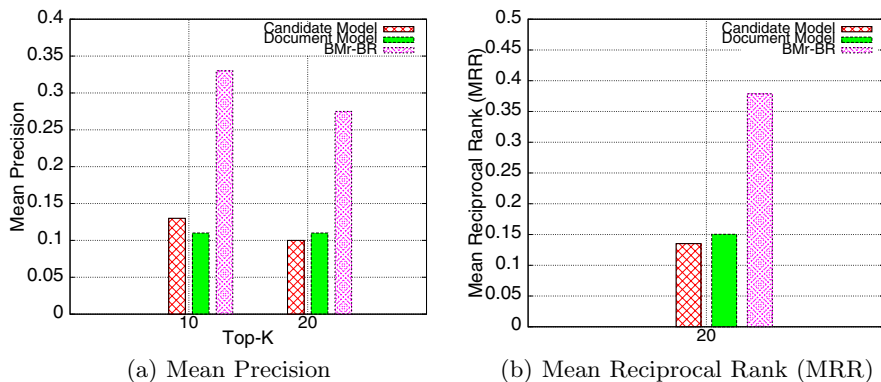 0.4
0.35
0.3
0.25
0.2
0.15
0.1
0.05
0
Mean Precision
Candidate Model
Document Model
BMr-BR
10
20
Top-K
(a) Mean Precision
0.5
0.45
0.4
0.35
0.3
0.25
0.2
0.15
0.1
0.05
0
Mean Reciprocal Rank (MRR)
Candidate Model
Document Model
BMr-BR
20
(b) Mean Reciprocal Rank (MRR)